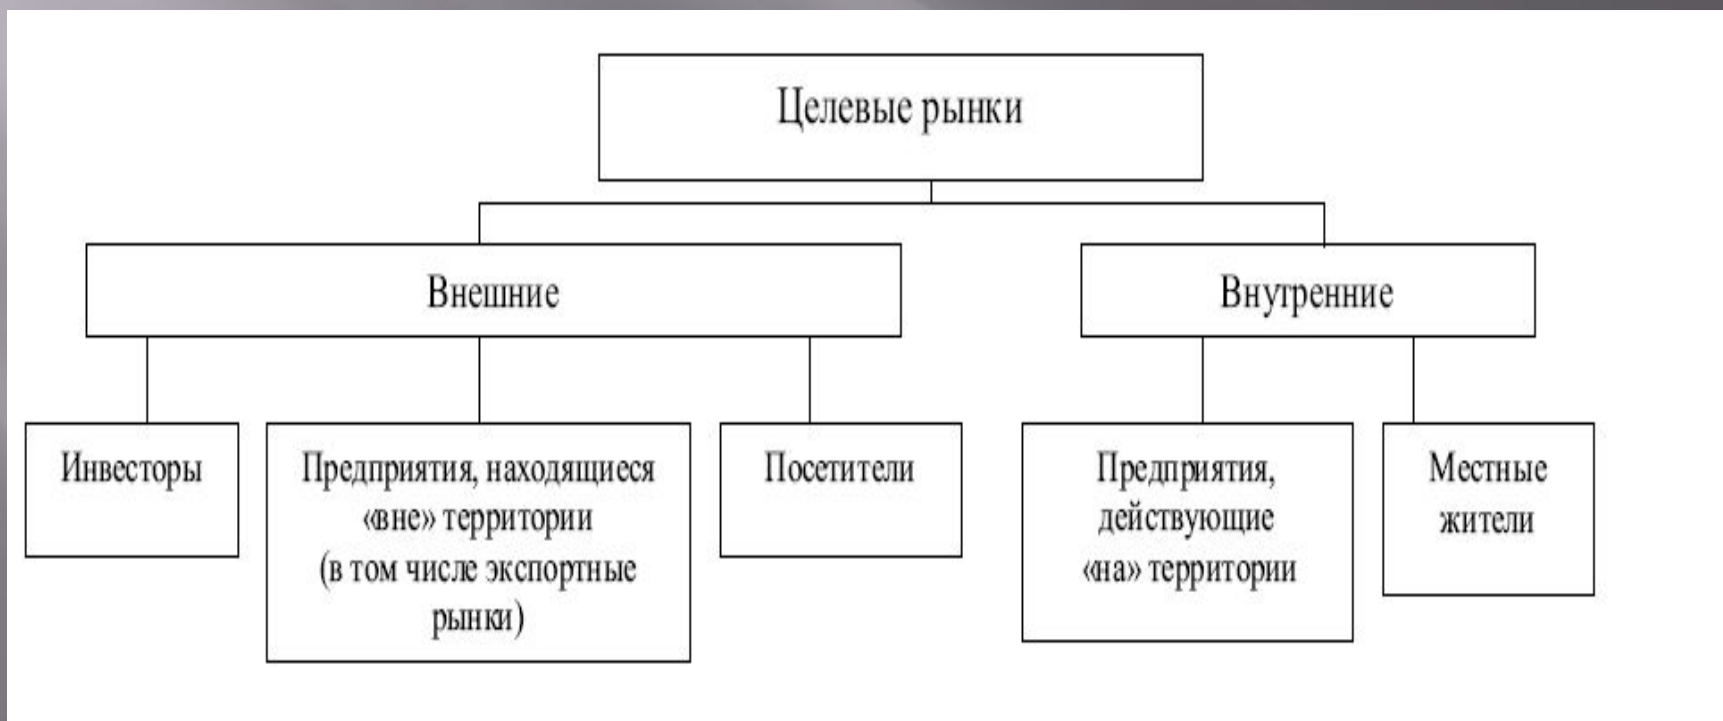 Целевые рынки
Внешние
Внутренние
Инвесторы
Предприятия, находящиеся
«вне» территории
(в том числе экспортные
рынки)
Посетители
Предприятия,
действующие
«на» территории
Местные
жители